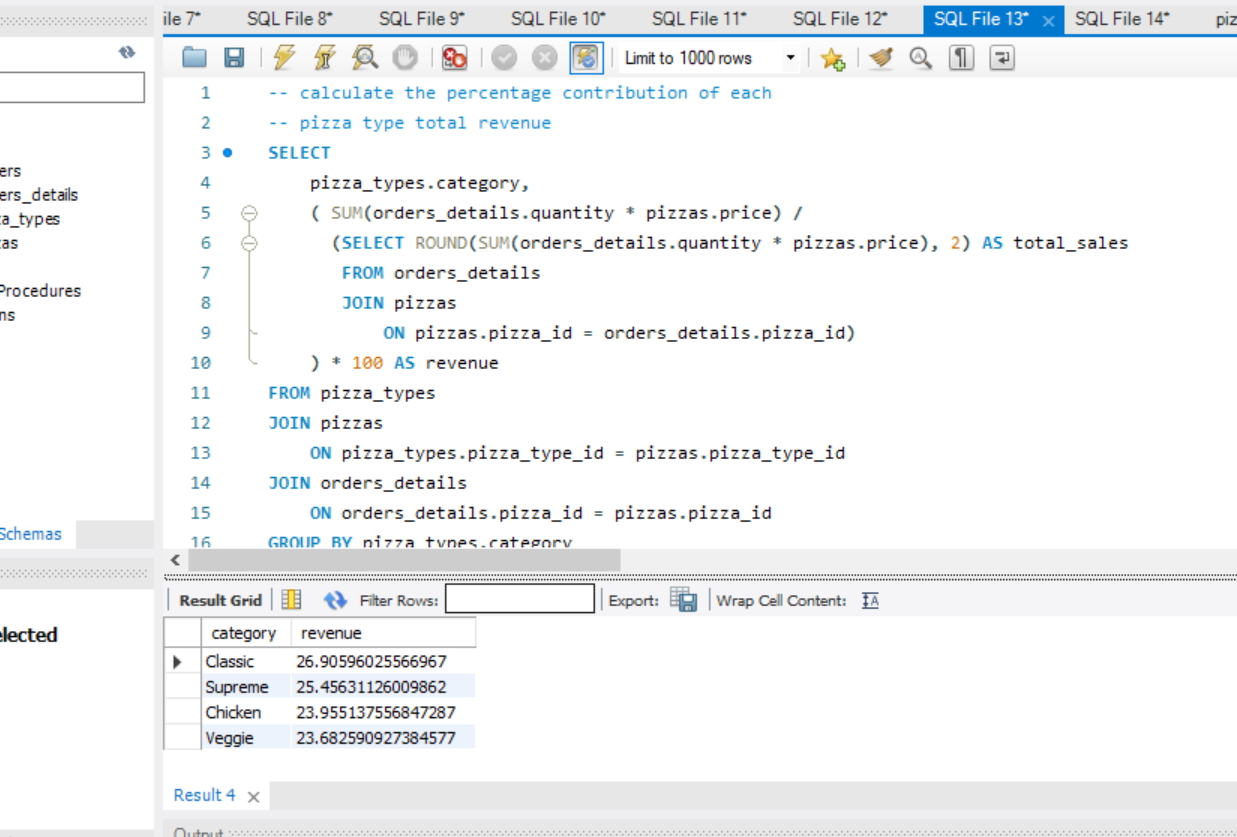 ile 7* SQL File 8* SQL File 9* SQL File 10* SQL File 11* SQL File 12* SQL File 13* × SQL File 14* piz
Limit to 1000 rows
ers
ers_details
za_types
as
Procedures
ns
Schemas
elected
1 -- calculate the percentage contribution of each
2 -- pizza type total revenue
3 SELECT
4 pizza_types.category,
5 ( SUM(orders_details.quantity * pizzas.price) /
6 (SELECT ROUND(SUM(orders_details.quantity * pizzas.price), 2) AS total_sales
7 FROM orders_details
8 JOIN pizzas
9 ON pizzas.pizza_id = orders_details.pizza_id)
10 ) * 100 AS revenue
11 FROM pizza_types
12 JOIN pizzas
13 ON pizza_types.pizza_type_id = pizzas.pizza_type_id
14 JOIN orders_details
15 ON orders_details.pizza_id = pizzas.pizza_id
16 GROUP BY pizza_types.category
Result Grid Filter Rows: Export: Wrap Cell Content:
category revenue
Classic 26.90596025566967
Supreme 25.45631126009862
Chicken 23.955137556847287
Veggie 23.682590927384577
Result 4 ×
Output